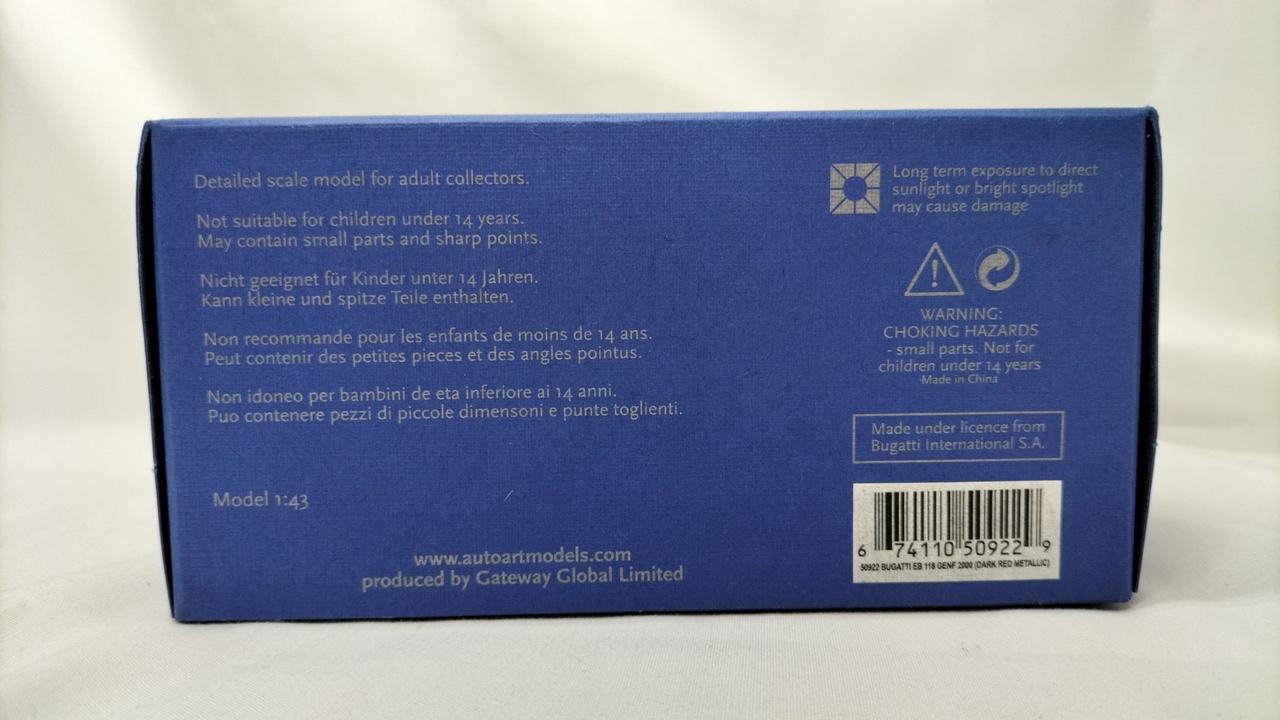 Detailed scale model for adult collectors.
Not suitable for children under 14 years.
May contain small parts and sharp points.
Nicht geeignet für Kinder unter 14 Jahren.
Kann kleine und spitze Teile enthalten.
Non recommande pour les enfants de moins de 14 ans.
Peut contenir des petites pieces et des angles pointus.
Non idoneo per bambini de eta inferiore ai 14 anni.
Puo contenere pezzi di piccole dimensoni e punte toglienti.
Model 1:43
www.autoartmodels.com
produced by Gateway Global Limited
Long term exposure to direct
sunlight or bright spotlight
may cause damage
WARNING:
CHOKING HAZARDS
- small parts. Not for
children under 14 years
Made in China
Made under licence from
Bugatti International S.A.
6 74110 50922 9
50922 BUGATTI EB 118 GENF 2000 (DARK RED METALLIC)